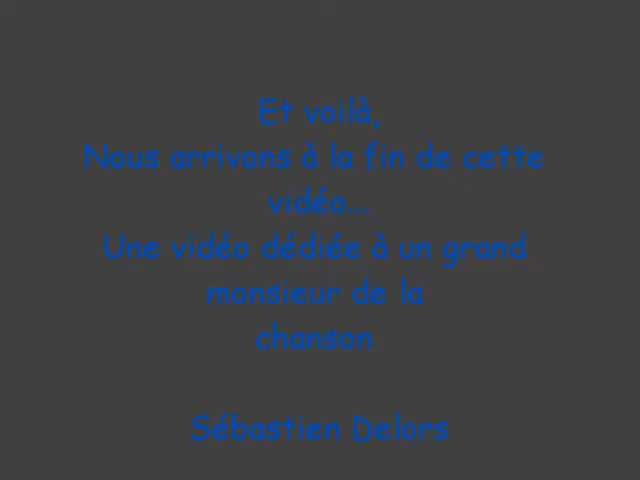 Et voilà,
Nous arrivons à la fin de cette
vidéo...
Une vidéo dédiée à un grand
monsieur de la
chanson
Sébastien Delors